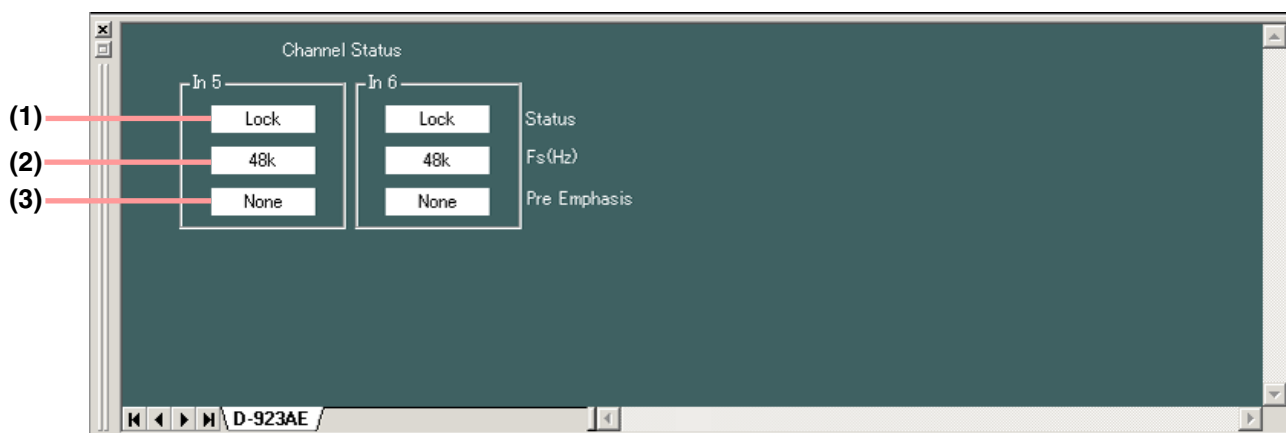 Channel Status
In 5 In 6
(1) Lock Lock Status
(2) 48k 48k Fs(Hz)
(3) None None Pre Emphasis
D-923AE